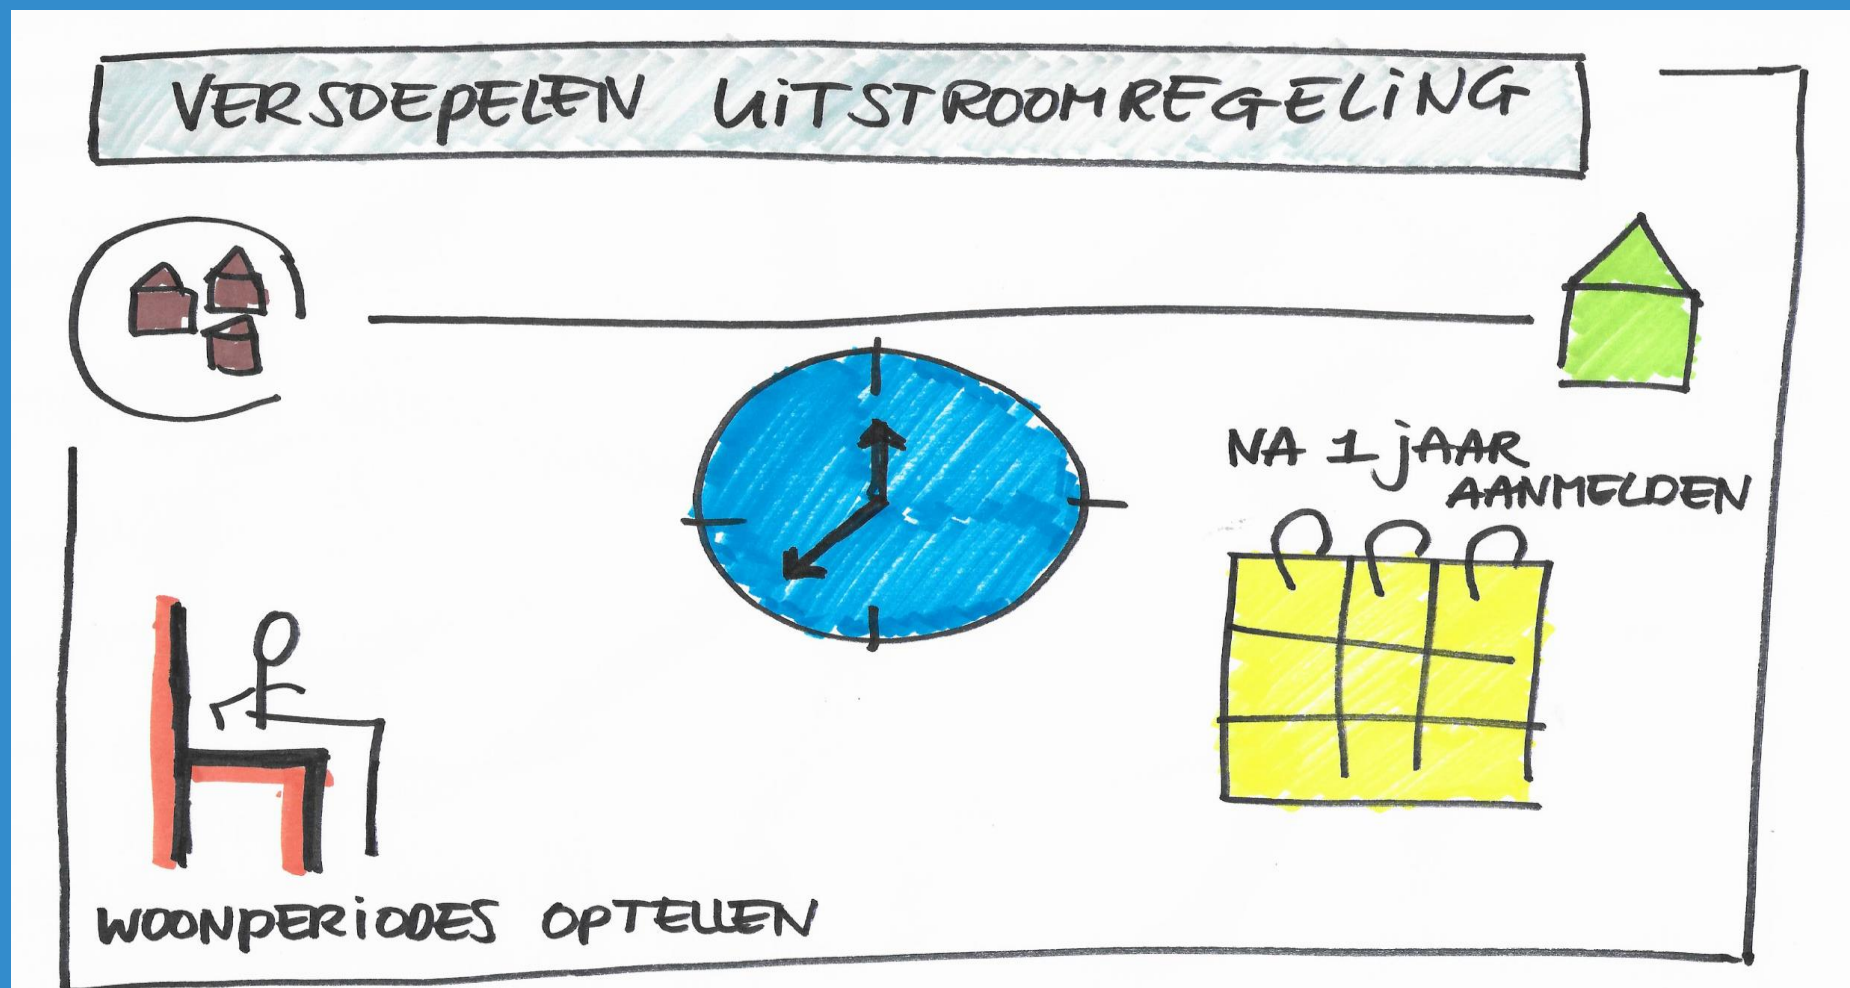 VERSOEPELEN UITSTROOMREGELING
NA 1 JAAR
AANMELDEN
WOONPERIODES OPTELLEN